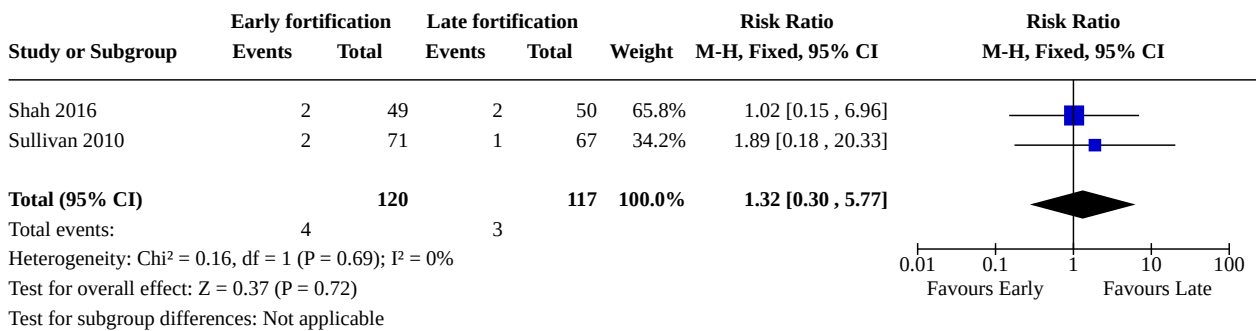 Early fortification Late fortification Risk Ratio Risk Ratio
Study or Subgroup Events Total Events Total Weight M-H, Fixed, 95% CI M-H, Fixed, 95% CI
Shah 2016 2 49 2 50 65.8% 1.02 [0.15 , 6.96]
Sullivan 2010 2 71 1 67 34.2% 1.89 [0.18 , 20.33]
Total (95% CI) 120 117 100.0% 1.32 [0.30 , 5.77]
Total events: 4 3
Heterogeneity: Chi² = 0.16, df = 1 (P = 0.69); I² = 0%
0.01 0.1 1 10 100
Test for overall effect: Z = 0.37 (P = 0.72)
Favours Early Favours Late
Test for subgroup differences: Not applicable